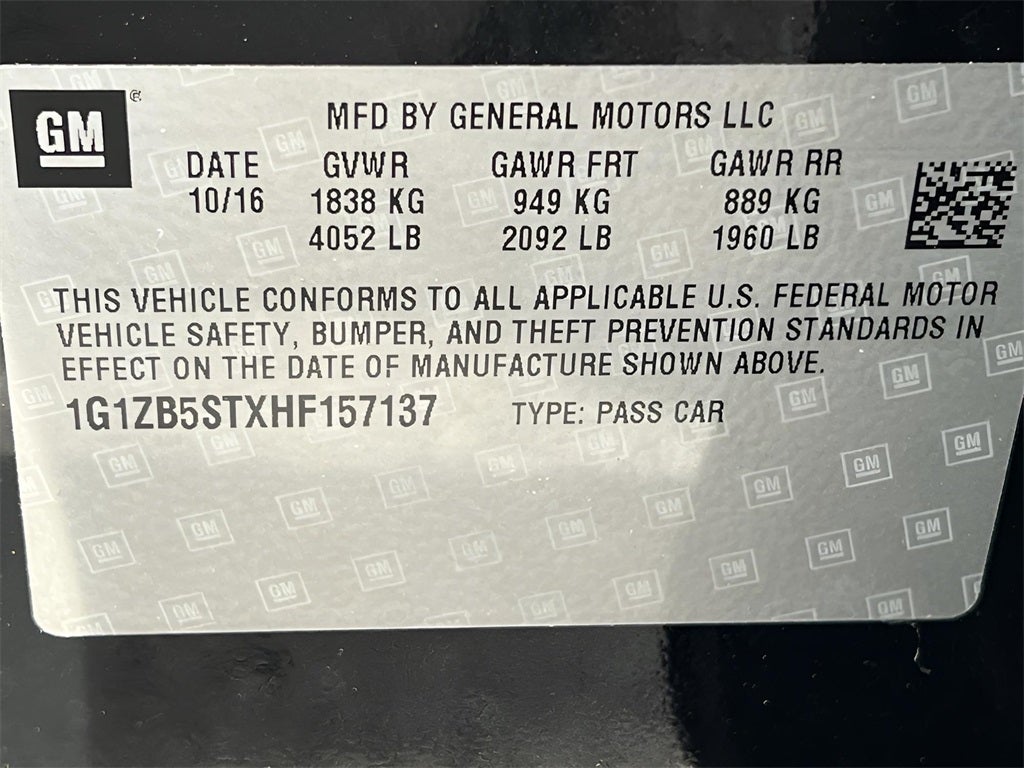 GM
MFD BY GENERAL MOTORS LLC
DATE GVWR GAWR FRT GAWR RR
10/16 1838 KG 949 KG 889 KG
4052 LB 2092 LB 1960 LB
THIS VEHICLE CONFORMS TO ALL APPLICABLE U.S. FEDERAL MOTOR
VEHICLE SAFETY, BUMPER, AND THEFT PREVENTION STANDARDS IN
EFFECT ON THE DATE OF MANUFACTURE SHOWN ABOVE.
1G1ZB5STXHF157137 TYPE: PASS CAR